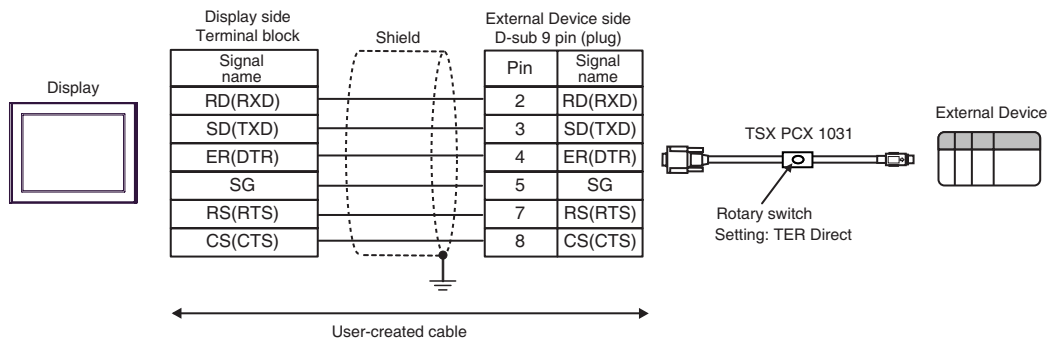 Display side
Terminal block
Shield
External Device side
D-sub 9 pin (plug)
Signal
name
Pin
Signal
name
Display
RD(RXD)
2
RD(RXD)
External Device
SD(TXD)
3
SD(TXD)
TSX PCX 1031
ER(DTR)
4
ER(DTR)
SG
5
SG
RS(RTS)
7
RS(RTS)
Rotary switch
Setting: TER Direct
CS(CTS)
8
CS(CTS)
User-created cable